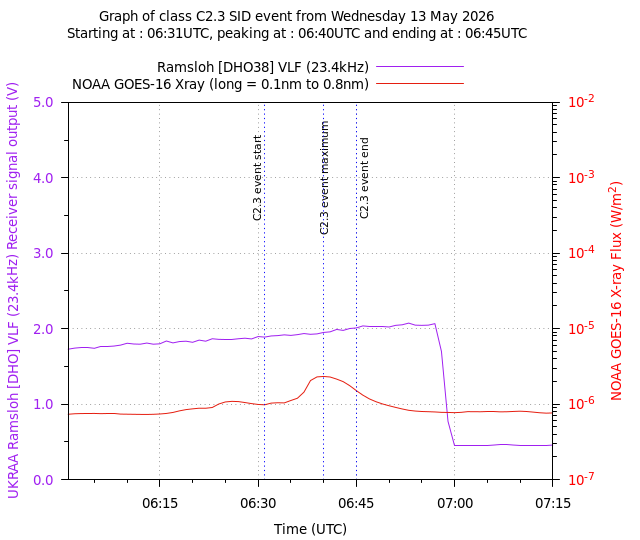 Graph of class C2.3 SID event from Wednesday 13 May 2026
Starting at : 06:31UTC, peaking at : 06:40UTC and ending at : 06:45UTC
Ramsloh [DHO38] VLF (23.4kHz)
NOAA GOES-16 Xray (long = 0.1nm to 0.8nm)
UKRAA Ramsloh [DHO] VLF (23.4kHz) Receiver signal output (V)
5.0
4.0
3.0
2.0
1.0
0.0
C2.3 event start
C2.3 event maximum
C2.3 event end
10-2
10-3
10-4
10-5
10-6
10-7
NOAA GOES-16 X-ray Flux (W/m2)
06:15 06:30 06:45 07:00 07:15
Time (UTC)